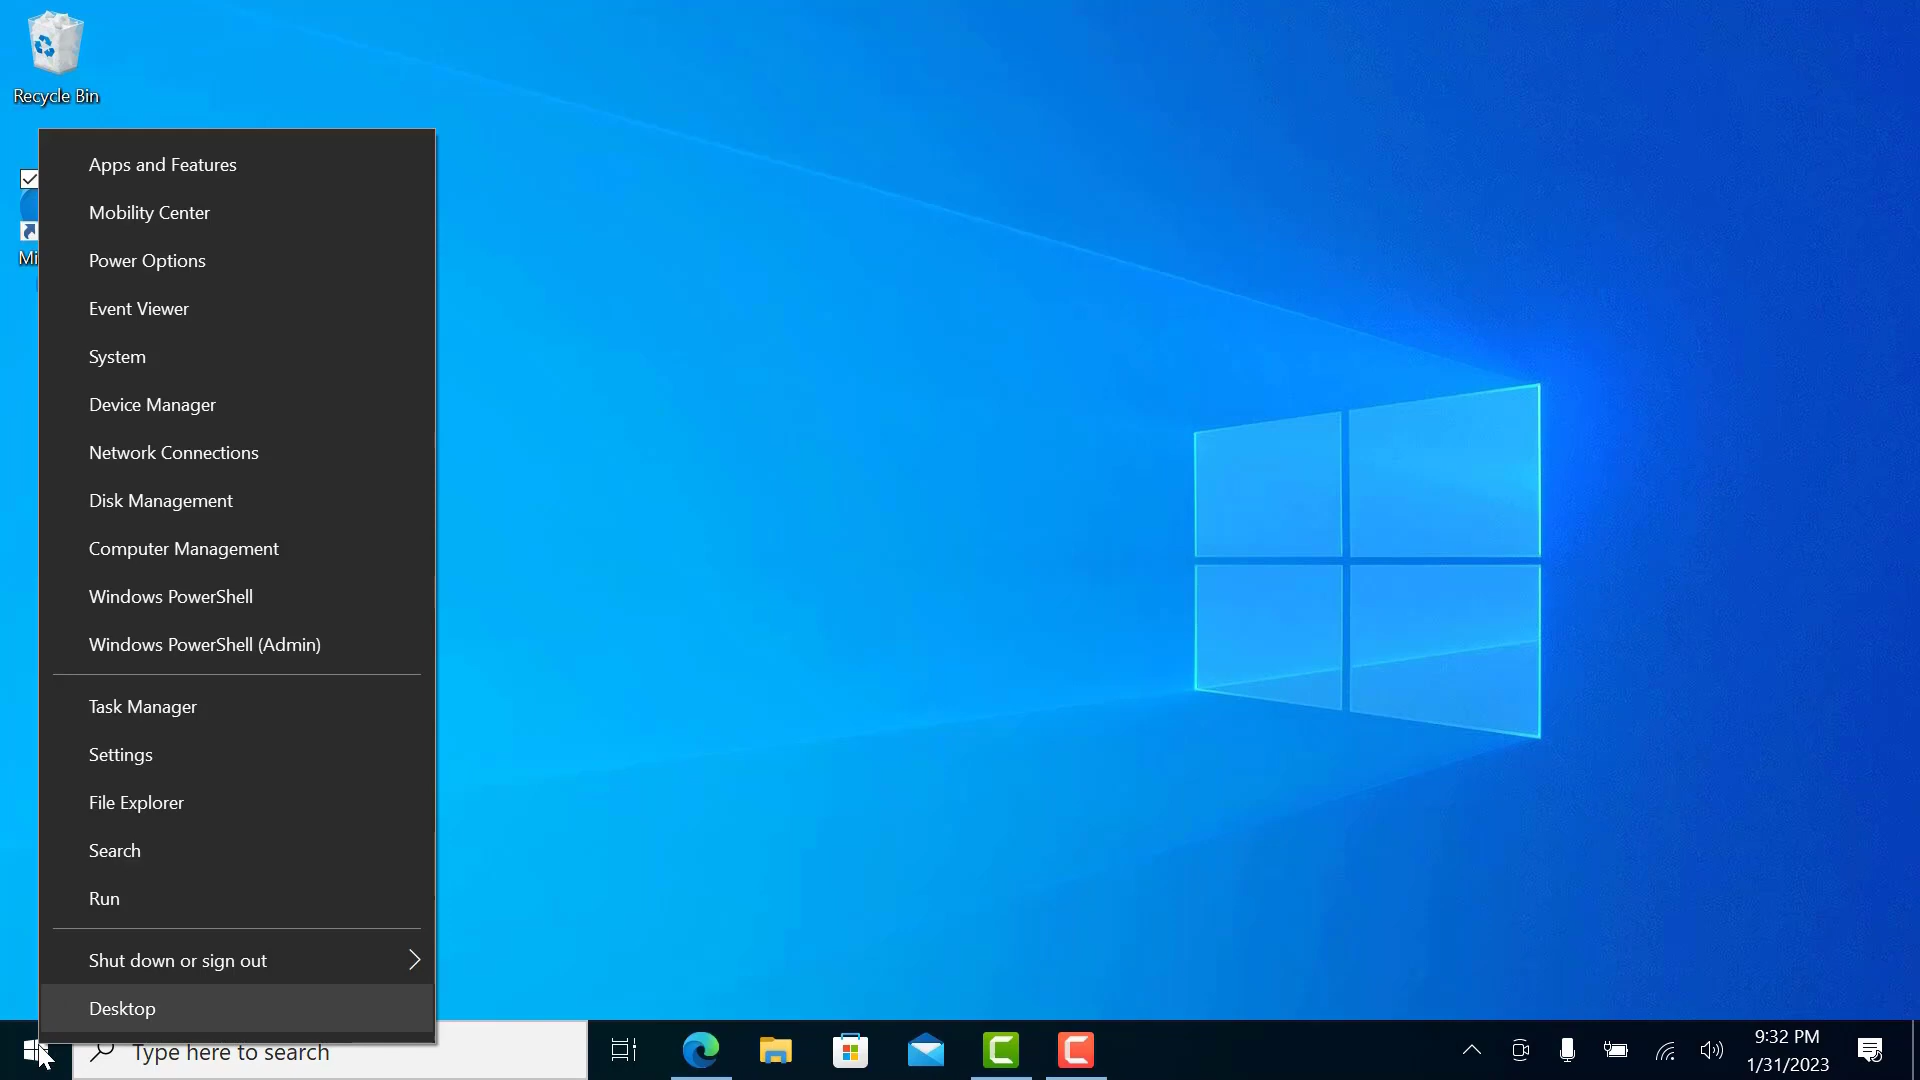 Recycle Bin
Mi
Apps and Features
Mobility Center
Power Options
Event Viewer
System
Device Manager
Network Connections
Disk Management
Computer Management
Windows PowerShell
Windows PowerShell (Admin)
Task Manager
Settings
File Explorer
Search
Run
Shut down or sign out
Desktop
Type here to search
9:32 PM
1/31/2023